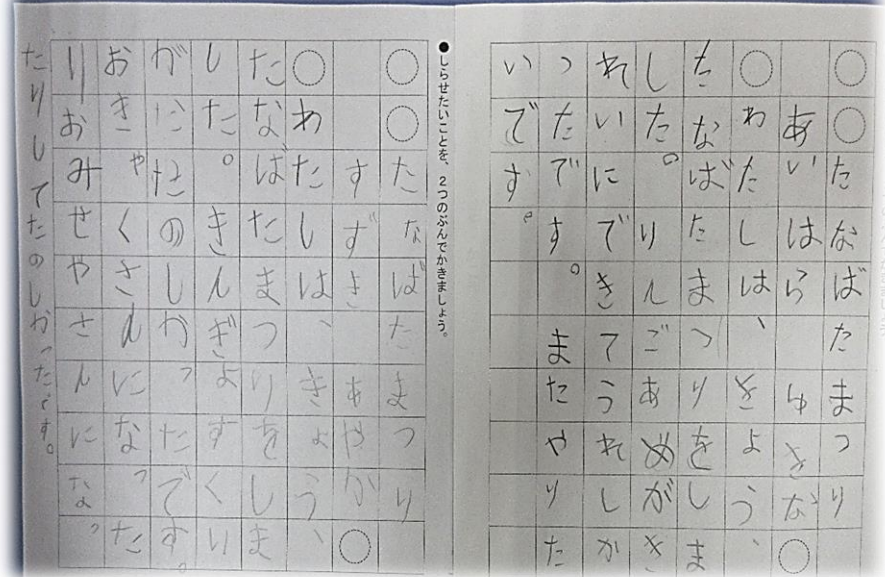 ○○たなばたまつり
あいはら ゆきな○
○わたしは、きょう、
たなばたまつりをしま
した。りんごあめがき
れいにできてうれしか
ったです。またやりた
いです。
●しらせたいことを、2つのぶんでかきましょう。
○○たなばたまつり
すずき あやか○
○わたしは、きょう、
たなばたまつりをしま
した。きんぎょすくい
がにたのしかったです。
おきゃくさんになった
りおみせやさんになっ
たりしてたのしかったです。